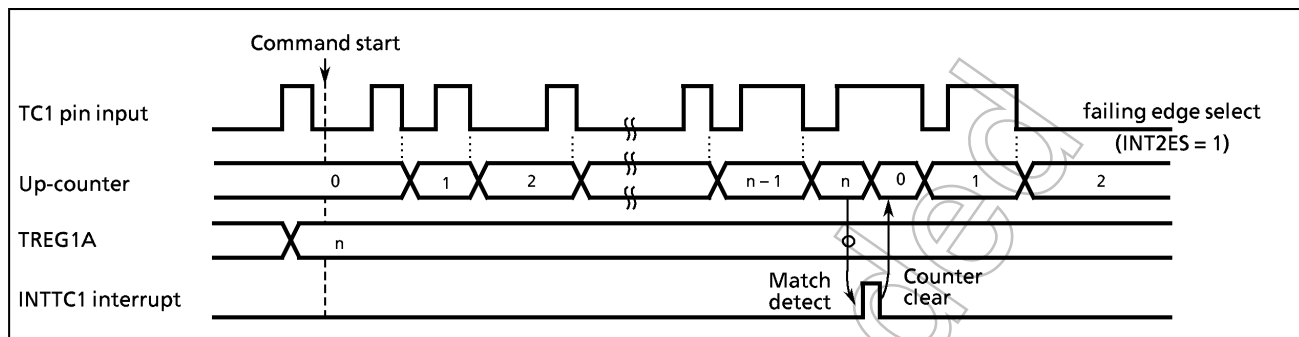 Command start
TC1 pin input
failing edge select
(INT2ES = 1)
Up-counter
0 1 2 n – 1 n 0 1 2
TREG1A
n
Match
detect
Counter
clear
INTTC1 interrupt